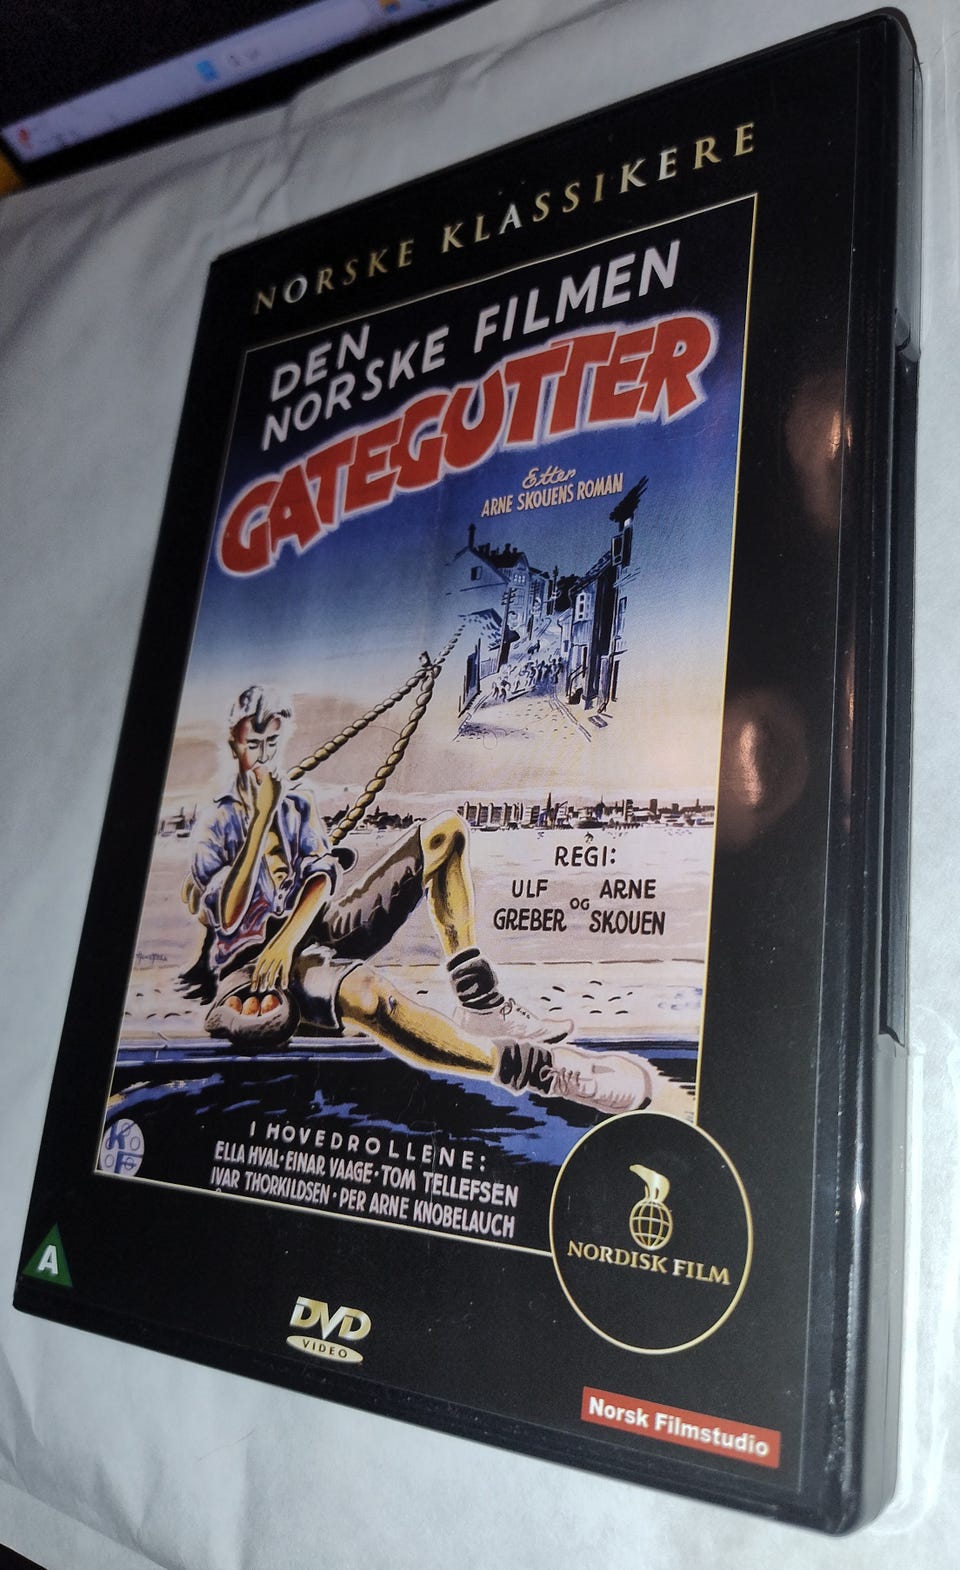 NORSKE KLASSIKERE
DEN
NORSKE FILMEN
GATEGUTTER
Etter
ARNE SKOUENS ROMAN
REGI:
ULF OG ARNE
GREBER SKOUEN
I HOVEDROLLENE:
ELLA HVAL · EINAR VAAGE · TOM TELLEFSEN
IVAR THORKILDSEN · PER ARNE KNOBELAUCH
NORDISK FILM
A
DVD
VIDEO
Norsk Filmstudio